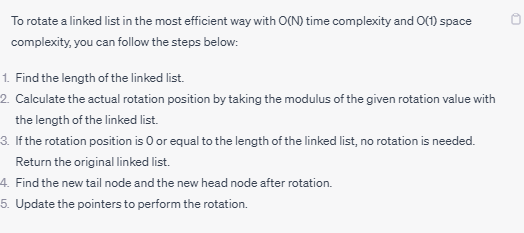 To rotate a linked list in the most efficient way with O(N) time complexity and O(1) space
complexity, you can follow the steps below:
1. Find the length of the linked list.
2. Calculate the actual rotation position by taking the modulus of the given rotation value with
the length of the linked list.
3. If the rotation position is 0 or equal to the length of the linked list, no rotation is needed.
Return the original linked list.
4. Find the new tail node and the new head node after rotation.
5. Update the pointers to perform the rotation.